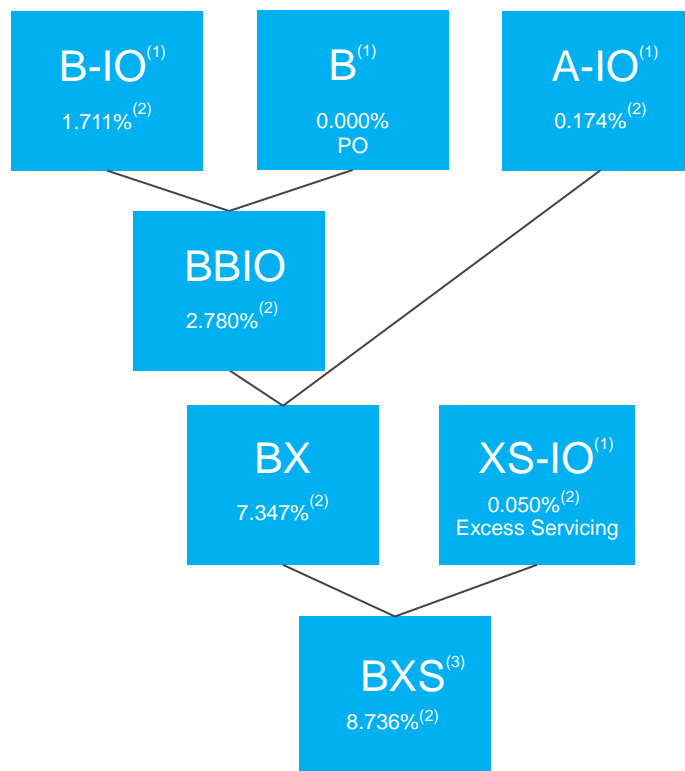 B-IO(1)
1.711%(2)
B(1)
0.000%
PO
A-IO(1)
0.174%(2)
BBIO
2.780%(2)
BX
7.347%(2)
XS-IO(1)
0.050%(2)
Excess Servicing
BXS(3)
8.736%(2)